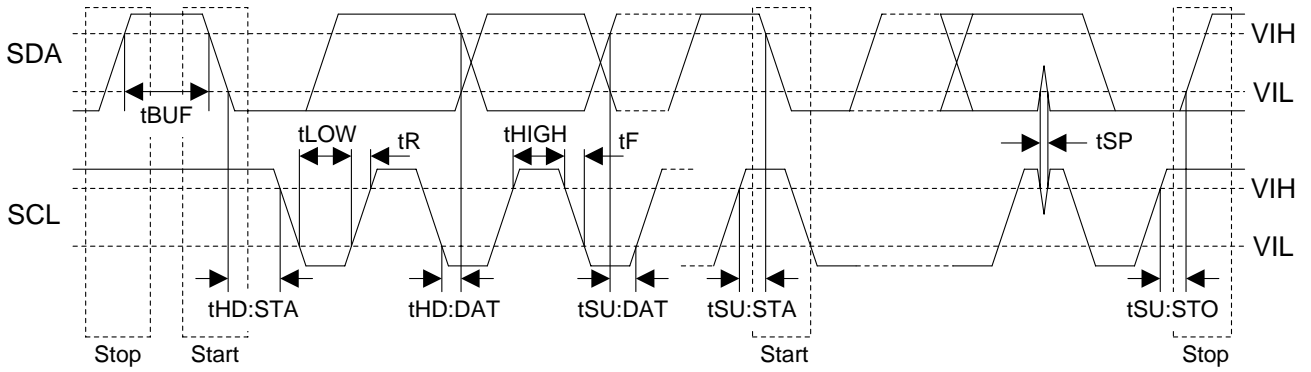 SDA
VIH
VIL
tBUF
tLOW
tR
tHIGH
tF
tSP
SCL
VIH
VIL
tHD:STA
tHD:DAT
tSU:DAT
tSU:STA
tSU:STO
Stop
Start
Start
Stop